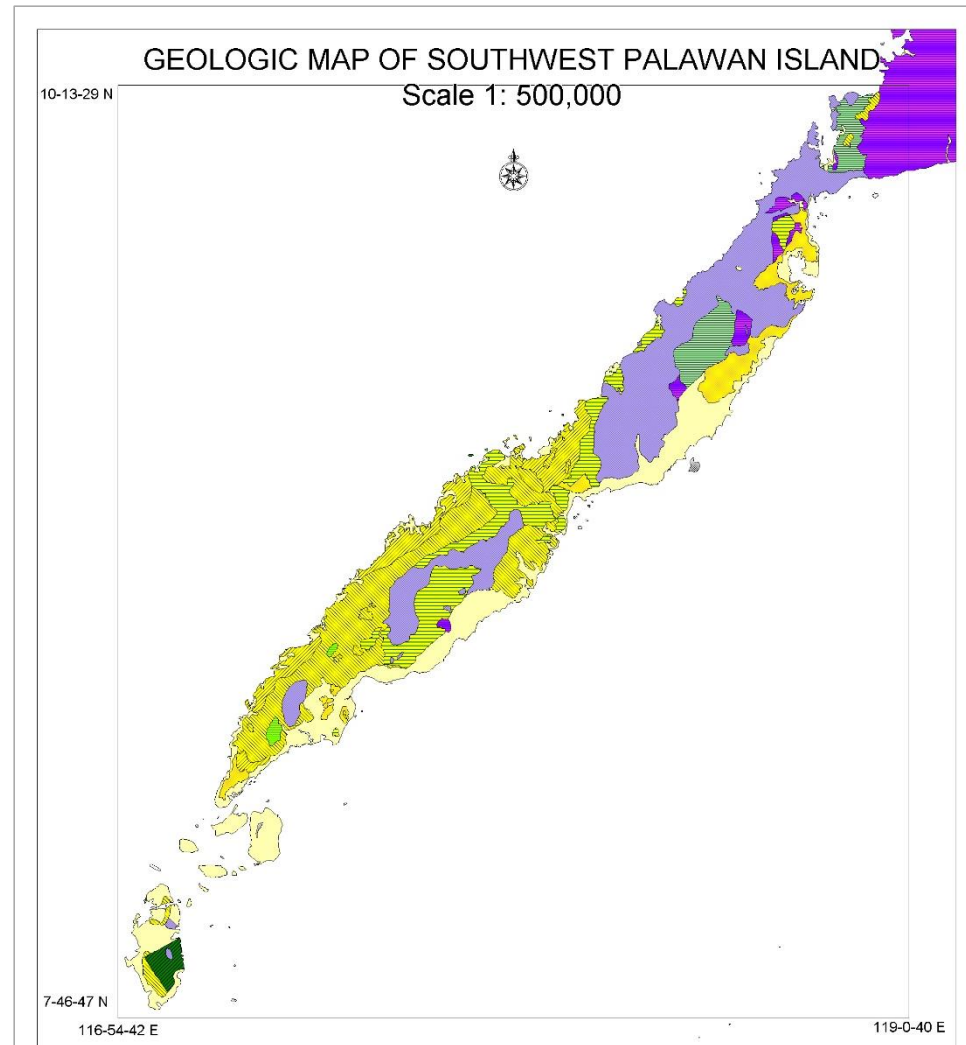 GEOLOGIC MAP OF SOUTHWEST PALAWAN ISLAND
Scale 1: 500,000
10-13-29 N
7-46-47 N
116-54-42 E
119-0-40 E